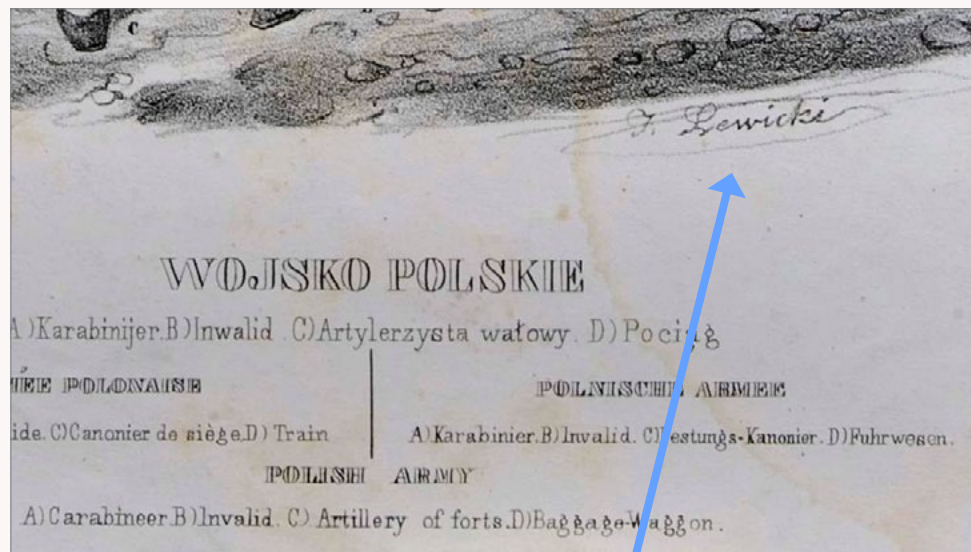 c
J. Lewicki
WOJSKO POLSKIE
A)Karabinijer.B)Inwalid. C)Artylerzysta wałowy. D)Pociąg
ÉE POLONAISE
POLNISCHE ARMEE
ide. C)Canonier de siège.D) Train
A)Karabinier.B)Invalid. C)Festungs-Kanonier. D)Fuhrwesen.
POLISH ARMY
A)Carabineer.B)Invalid. C) Artillery of forts.D)Baggage-Waggon.